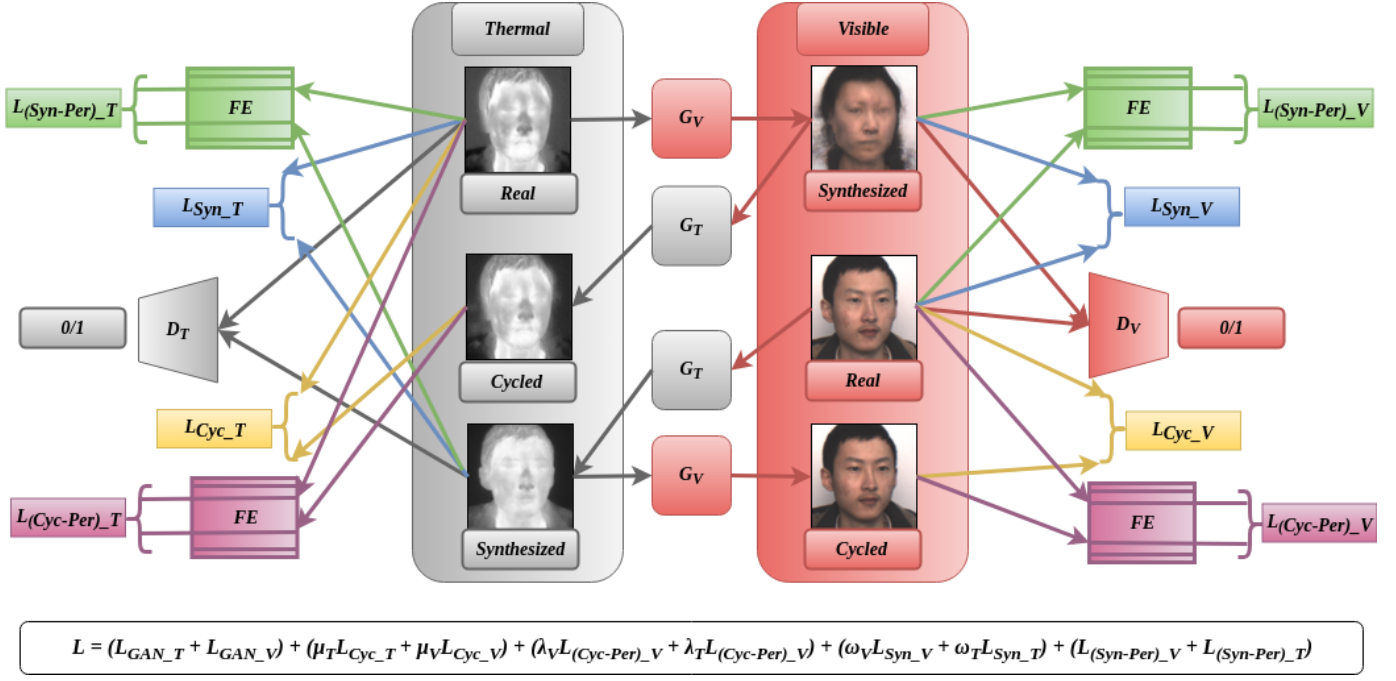 Thermal
Visible
L(Syn-Per)_T
FE
Real
GV
Synthesized
FE
L(Syn-Per)_V
LSyn_T
GT
LSyn_V
0/1
DT
Cycled
GT
Real
DV
0/1
LCyc_T
LCyc_V
L(Cyc-Per)_T
FE
Synthesized
GV
Cycled
FE
L(Cyc-Per)_V
L = (LGAN_T + LGAN_V) + (μTLCyc_T + μVLCyc_V) + (λVL(Cyc-Per)_V + λTL(Cyc-Per)_V) + (ωVLSyn_V + ωTLSyn_T) + (L(Syn-Per)_V + L(Syn-Per)_T)